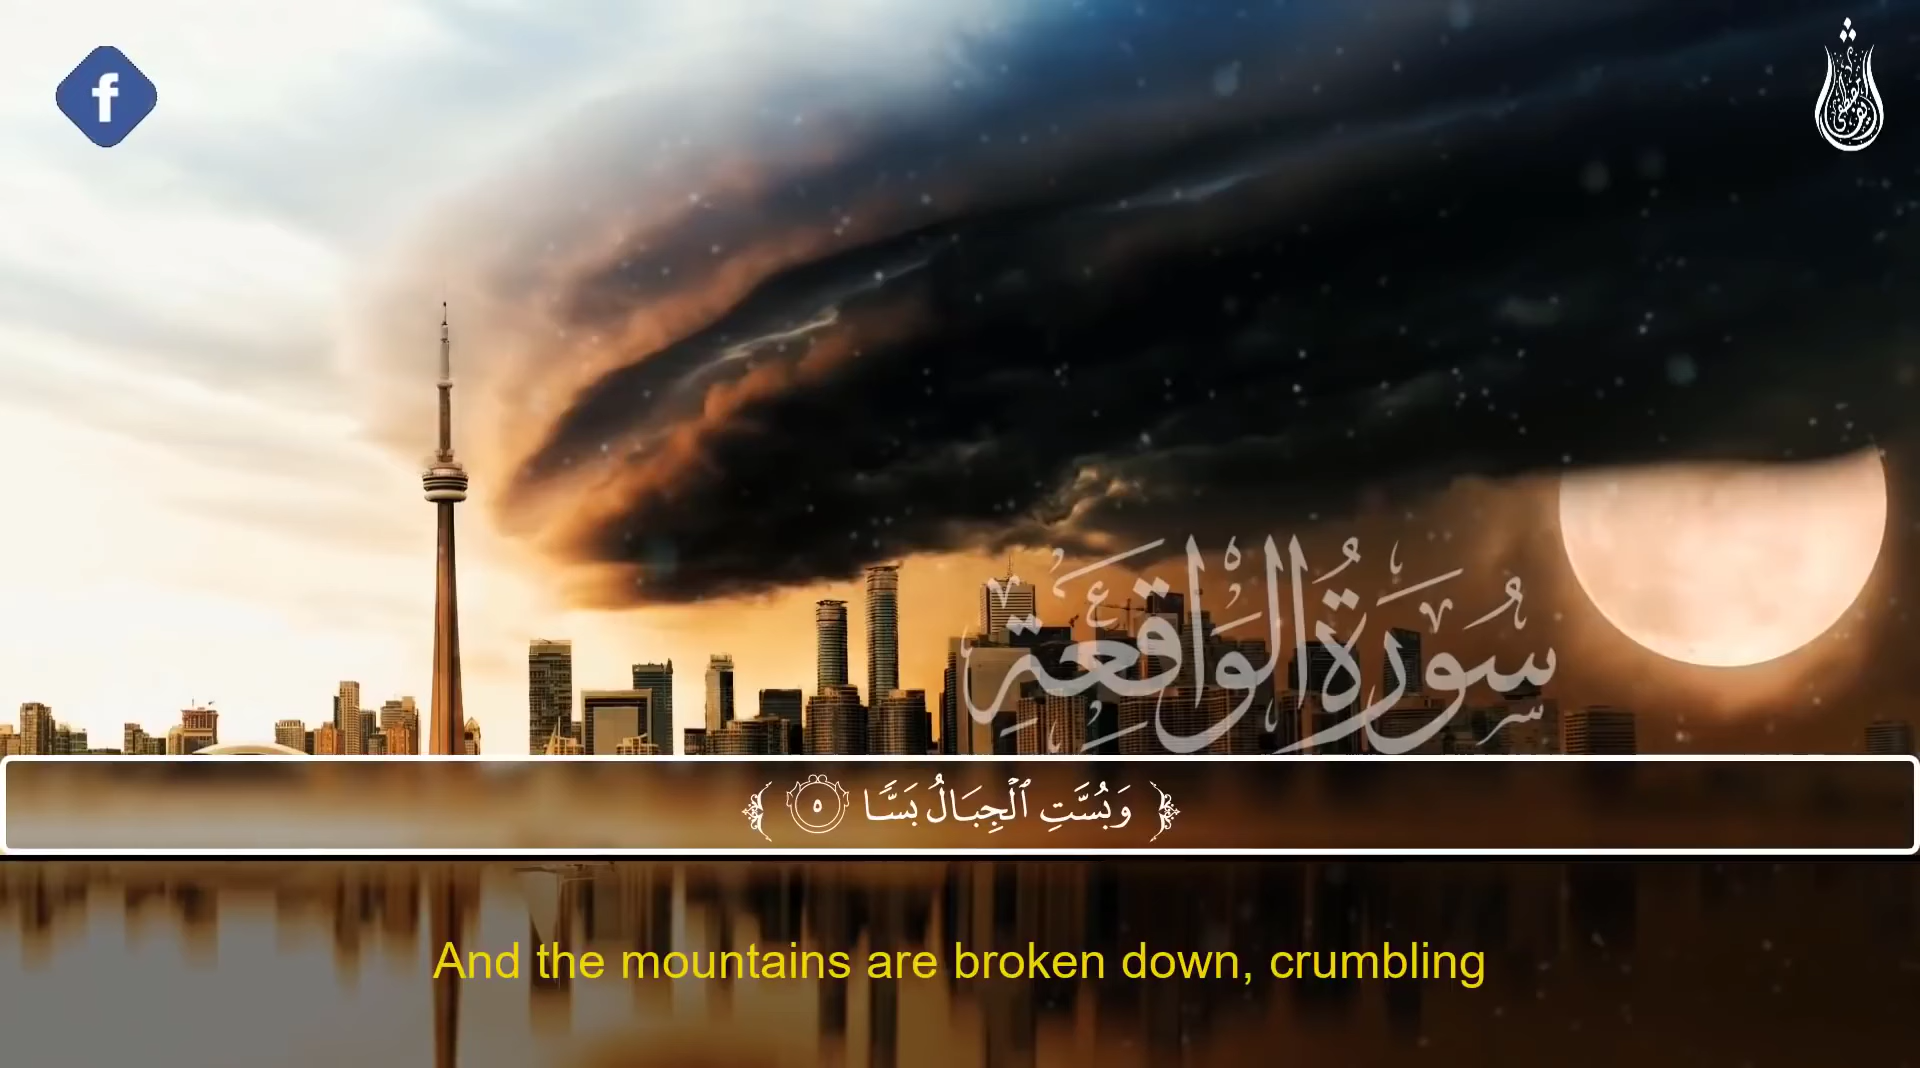 f
سُورَةُ الوَاقِعَةِ
وَبُسَّتِ ٱلْجِبَالُ بَسًّا ٥
And the mountains are broken down, crumbling